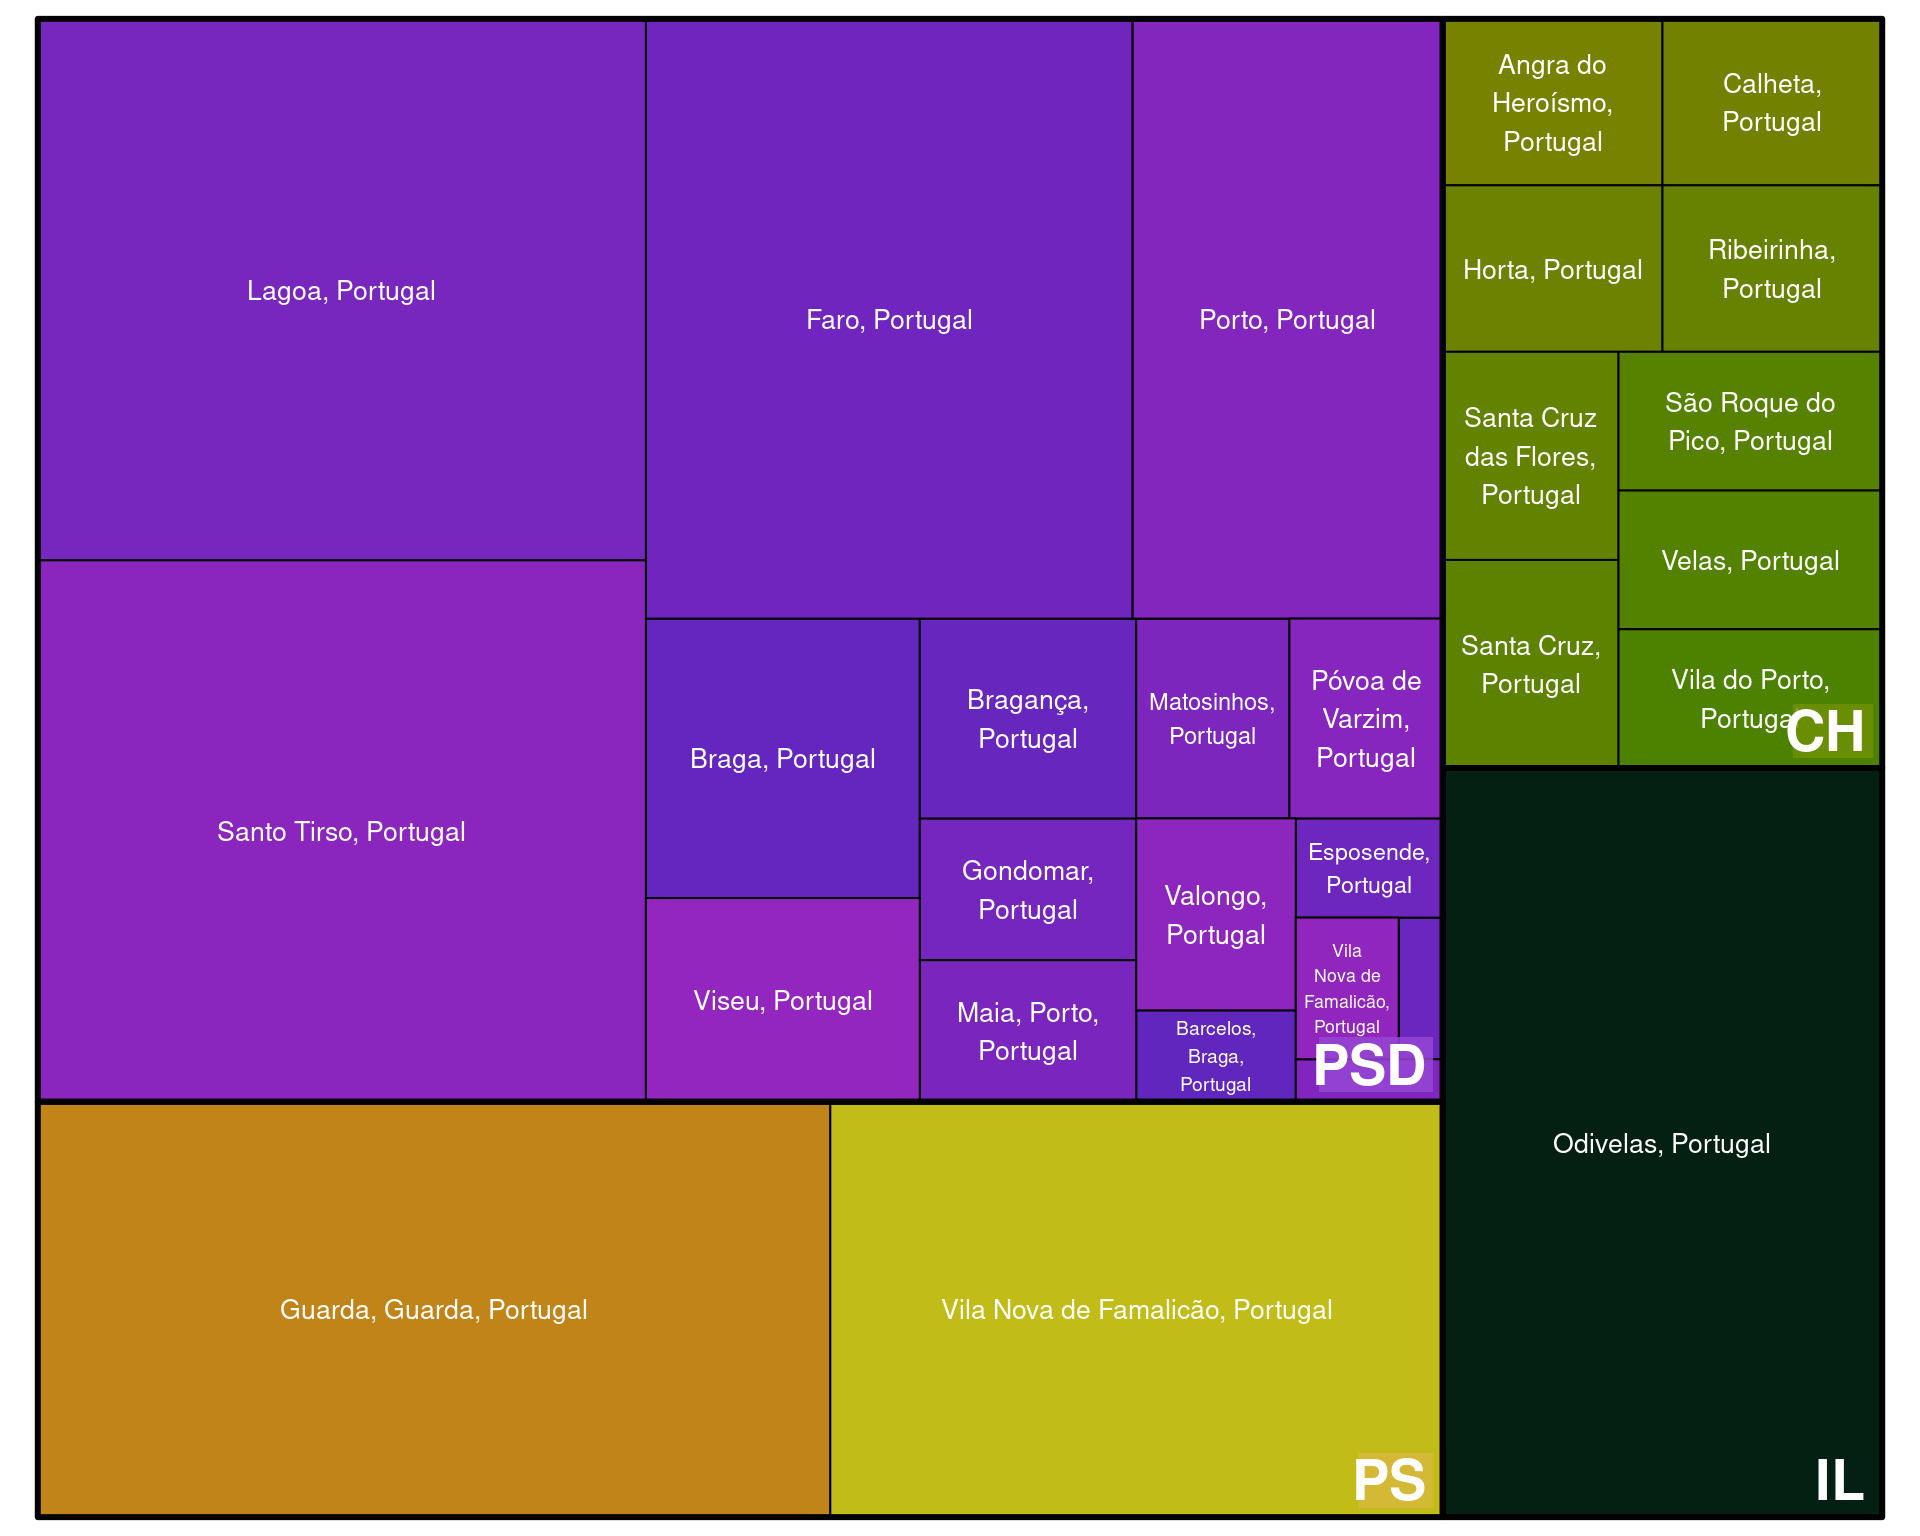 Lagoa, Portugal
Faro, Portugal
Porto, Portugal
Santo Tirso, Portugal
Braga, Portugal
Bragança,
Portugal
Matosinhos,
Portugal
Póvoa de
Varzim,
Portugal
Viseu, Portugal
Gondomar,
Portugal
Maia, Porto,
Portugal
Valongo,
Portugal
Barcelos,
Braga,
Portugal
Esposende,
Portugal
Vila
Nova de
Famalicão,
Portugal
PSD
Angra do
Heroísmo,
Portugal
Calheta,
Portugal
Horta, Portugal
Ribeirinha,
Portugal
Santa Cruz
das Flores,
Portugal
São Roque do
Pico, Portugal
Velas, Portugal
Santa Cruz,
Portugal
Vila do Porto,
Portugal
CH
Guarda, Guarda, Portugal
Vila Nova de Famalicão, Portugal
PS
Odivelas, Portugal
IL